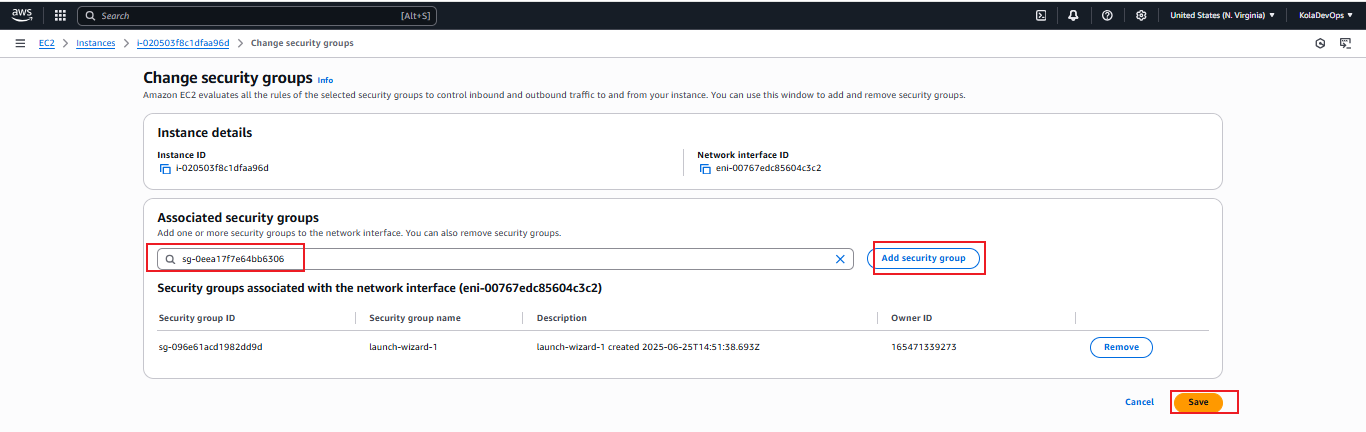 aws
Search
[Alt+S]
United States (N. Virginia) ▼
KolaDevOps ▼
EC2 > Instances > i-020503f8c1dfaa96d > Change security groups
Change security groups Info
Amazon EC2 evaluates all the rules of the selected security groups to control inbound and outbound traffic to and from your instance. You can use this window to add and remove security groups.
Instance details
Instance ID
i-020503f8c1dfaa96d
Network interface ID
eni-00767edc85604c3c2
Associated security groups
Add one or more security groups to the network interface. You can also remove security groups.
sg-0eea17f7e64bb6306
Add security group
Security groups associated with the network interface (eni-00767edc85604c3c2)
Security group ID Security group name Description Owner ID
sg-096e61acd1982dd9d launch-wizard-1 launch-wizard-1 created 2025-06-25T14:51:38.693Z 165471339273 Remove
Cancel Save